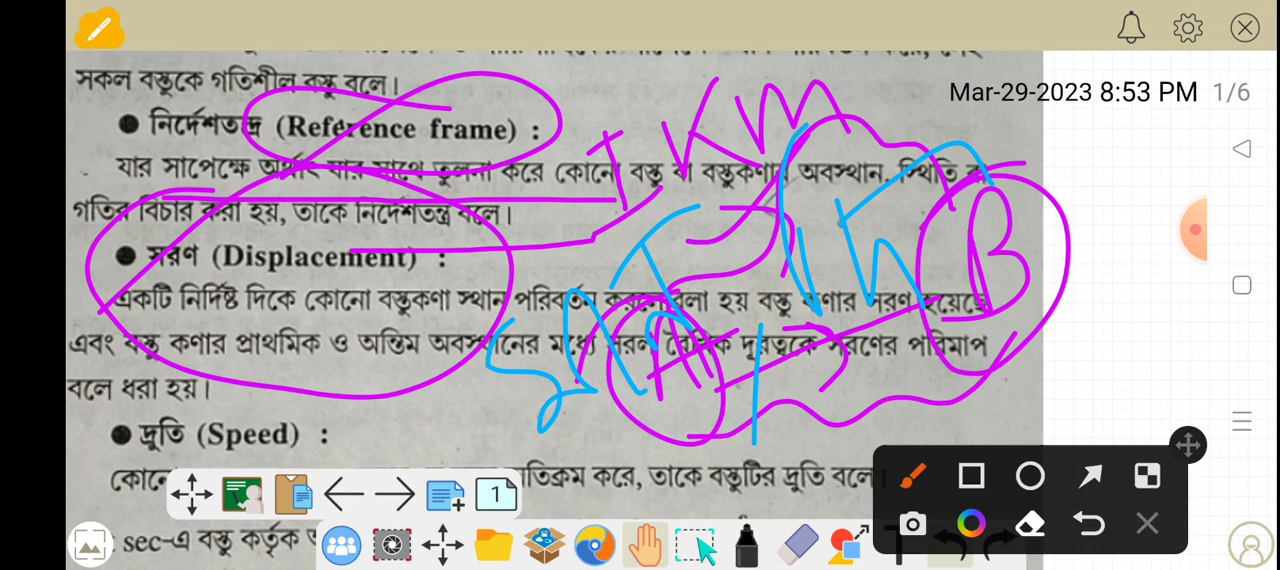 Mar-29-2023 8:53 PM 1/6
সকল বস্তুকে গতিশীল বস্তু বলে।
● নির্দেশতন্ত্র (Reference frame) :
যার সাপেক্ষে অর্থাৎ যার সাথে তুলনা করে কোনো বস্তু বা বস্তুকণার অবস্থান, স্থিতি বা
গতির বিচার করা হয়, তাকে নির্দেশতন্ত্র বলে।
● সরণ (Displacement) :
একটি নির্দিষ্ট দিকে কোনো বস্তুকণা স্থান পরিবর্তন করলে বলা হয় বস্তু কণার সরণ হয়েছে
এবং বস্তু কণার প্রাথমিক ও অন্তিম অবস্থানের মধ্যে সরল রৈখিক দূরত্বকে সরণের পরিমাপ
বলে ধরা হয়।
● দ্রুতি (Speed) :
তিক্রম করে, তাকে বস্তুটির দ্রুতি বলে।
sec-এ বস্তু কর্তৃক
1 KM
A
B
1
T